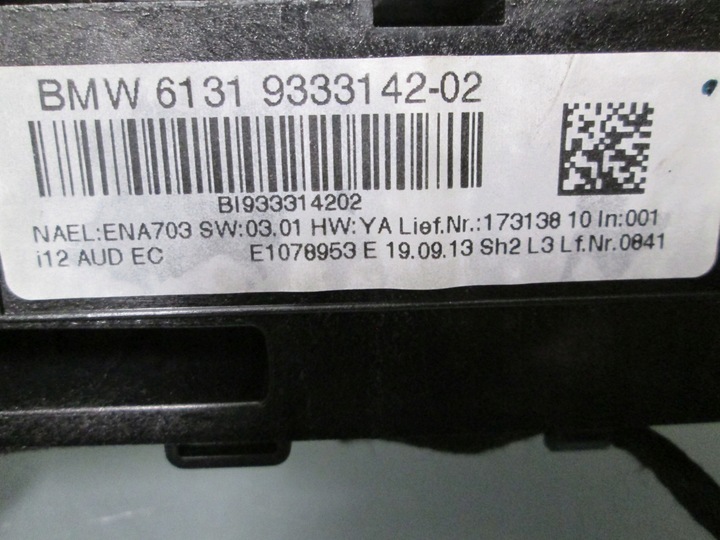 BMW 6131 9333142-02
BI933314202
NAEL:ENA703 SW:03.01 HW:YA Lief.Nr.:173138 10 In:001
i12 AUD EC E1078953 E 19.09.13 Sh2 L3 Lf.Nr.0841